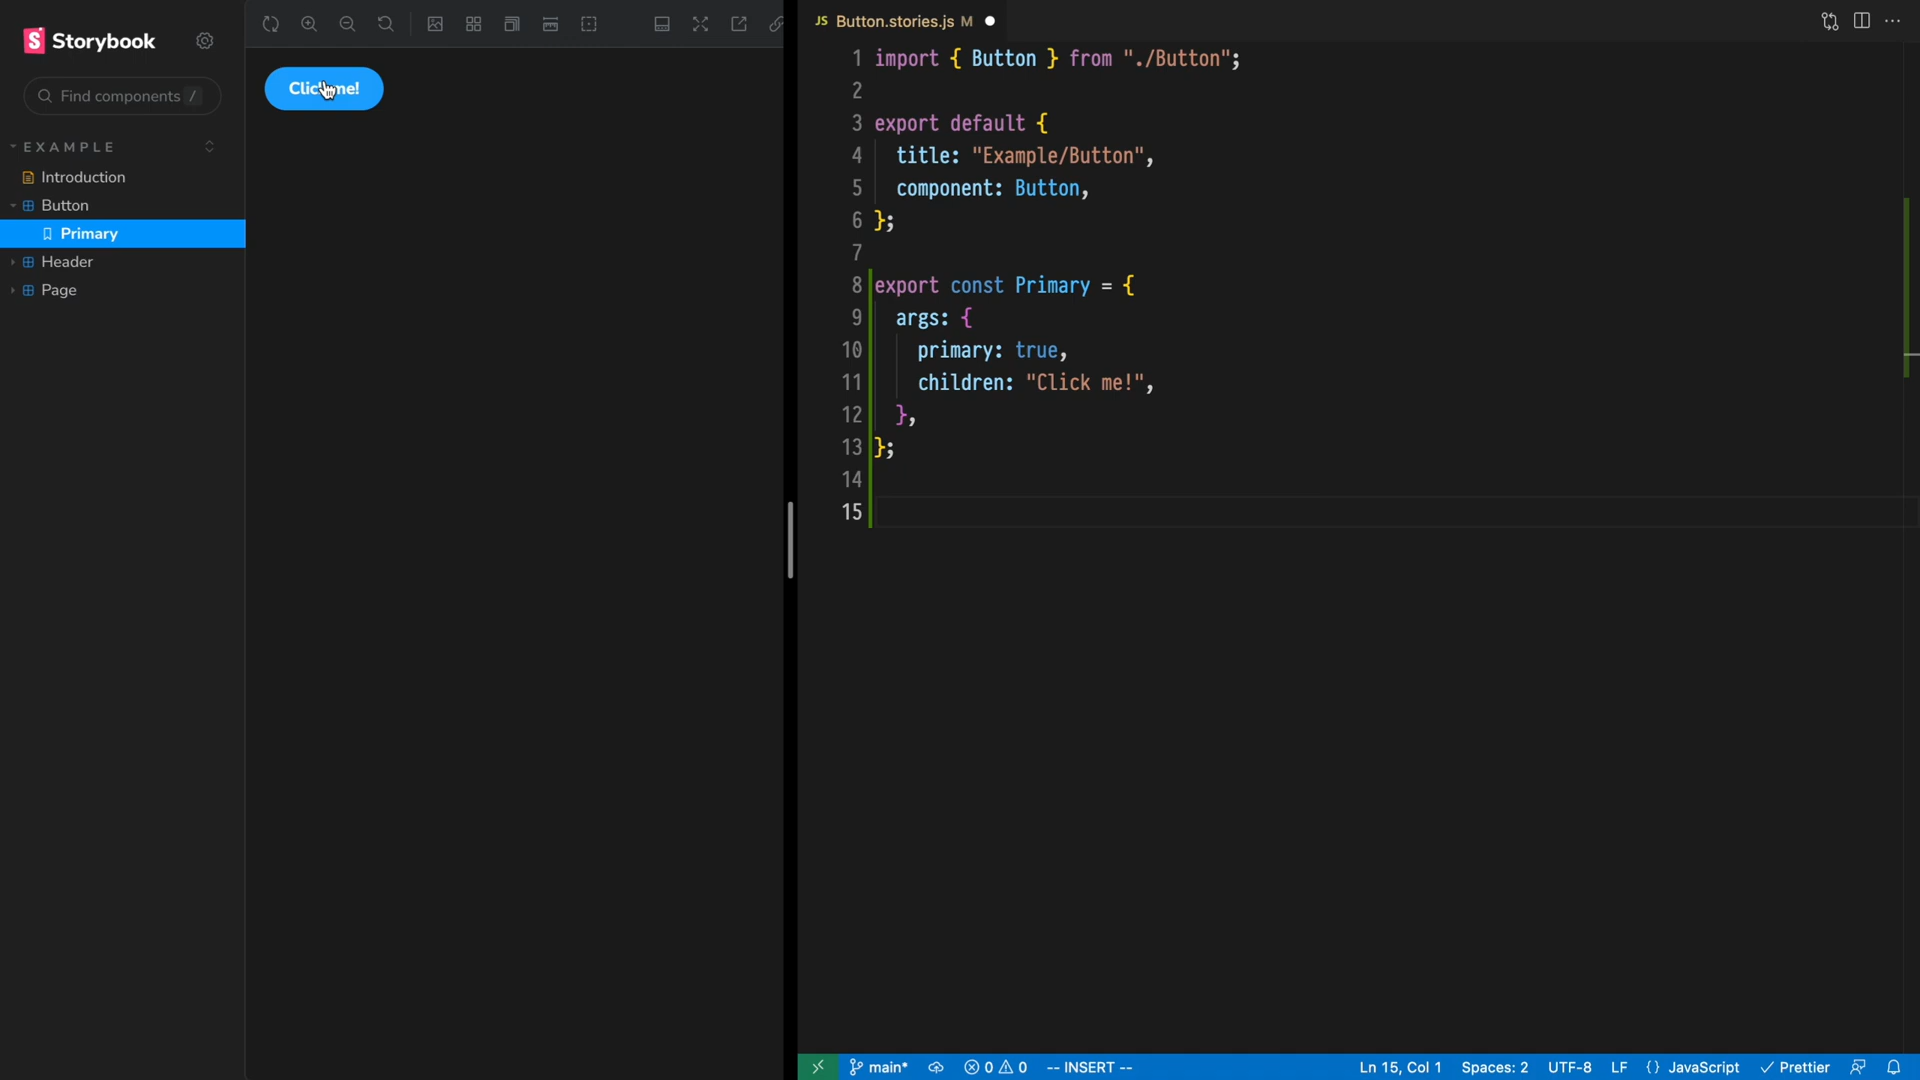 Storybook
Find components /
EXAMPLE
Introduction
Button
Primary
Header
Page
Click me!
JS Button.stories.js M
1 import { Button } from "./Button";
2
3 export default {
4 title: "Example/Button",
5 component: Button,
6 };
7
8 export const Primary = {
9 args: {
10 primary: true,
11 children: "Click me!",
12 },
13 };
14
15
main* 0 0 -- INSERT -- Ln 15, Col 1 Spaces: 2 UTF-8 LF {} JavaScript Prettier